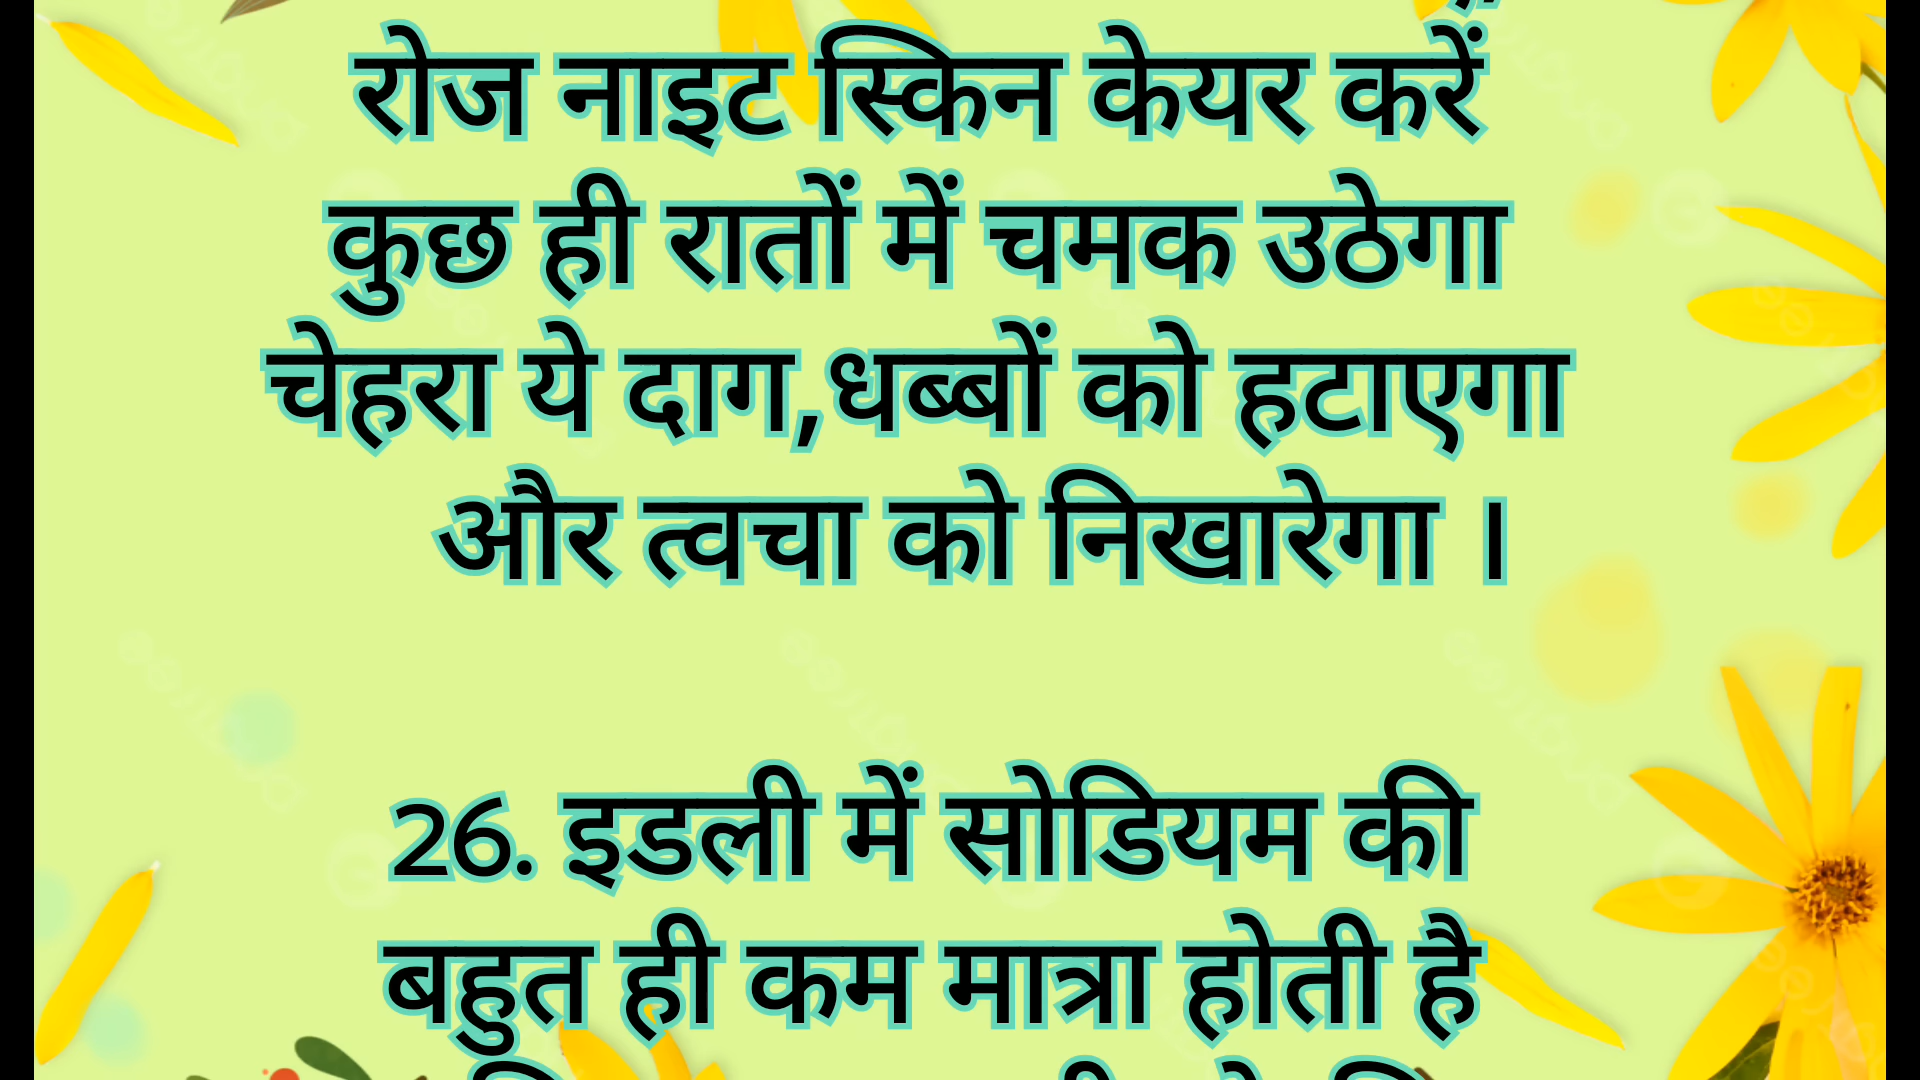 रोज नाइट स्किन केयर करें
कुछ ही रातों में चमक उठेगा
चेहरा ये दाग,धब्बों को हटाएगा
और त्वचा को निखारेगा ।
26. इडली में सोडियम की
बहुत ही कम मात्रा होती है